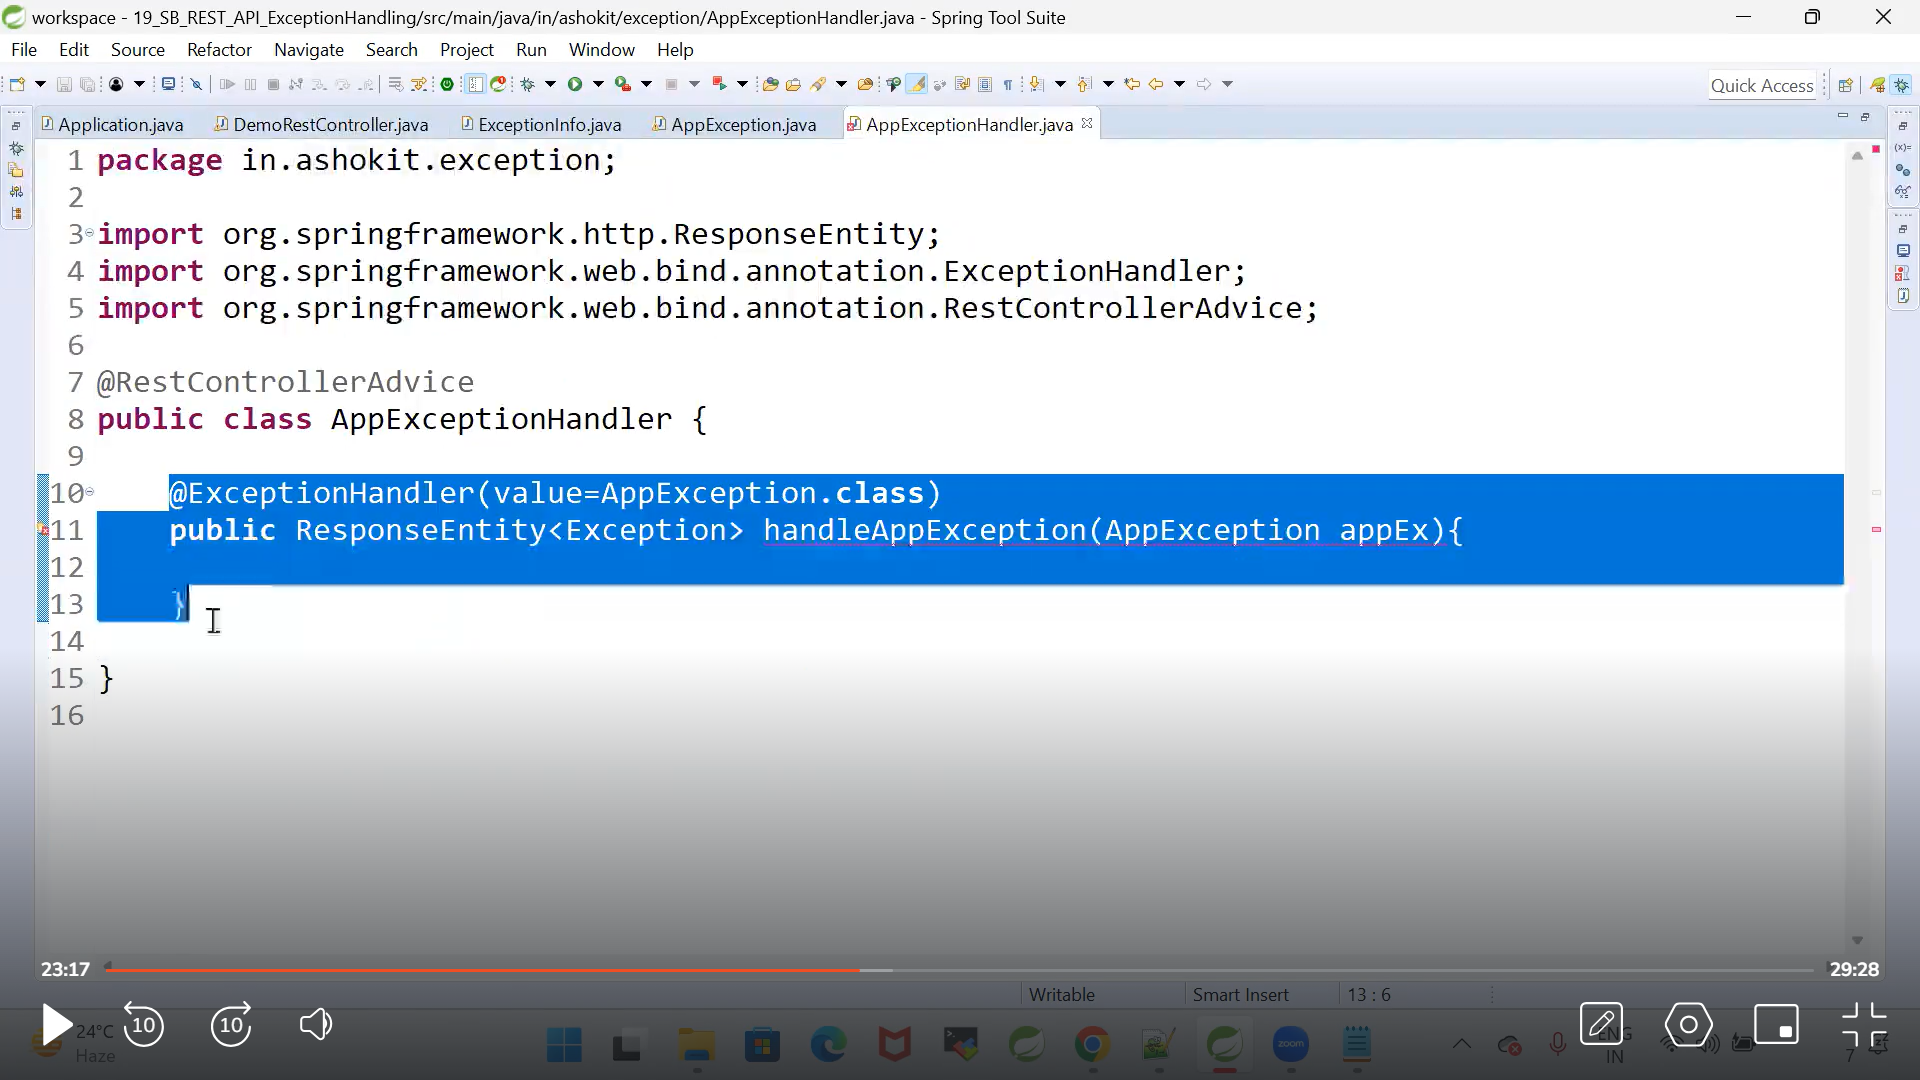 workspace - 19_SB_REST_API_ExceptionHandling/src/main/java/in/ashokit/exception/AppExceptionHandler.java - Spring Tool Suite
File Edit Source Refactor Navigate Search Project Run Window Help
Quick Access
Application.java DemoRestController.java ExceptionInfo.java AppException.java AppExceptionHandler.java
1 package in.ashokit.exception;
2
3 import org.springframework.http.ResponseEntity;
4 import org.springframework.web.bind.annotation.ExceptionHandler;
5 import org.springframework.web.bind.annotation.RestControllerAdvice;
6
7 @RestControllerAdvice
8 public class AppExceptionHandler {
9
10 @ExceptionHandler(value=AppException.class)
11 public ResponseEntity<Exception> handleAppException(AppException appEx){
12
13 }
14
15 }
16
23:17 29:28
Writable Smart Insert 13 : 6
10 10
24°C
Haze
zoom
ENG
IN
7